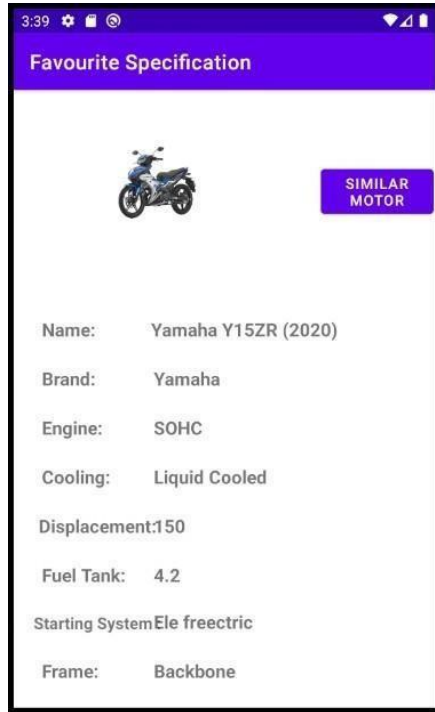 3:39
Favourite Specification
SIMILAR
MOTOR
Name: Yamaha Y15ZR (2020)
Brand: Yamaha
Engine: SOHC
Cooling: Liquid Cooled
Displacement:150
Fuel Tank: 4.2
Starting System: Ele freectric
Frame: Backbone